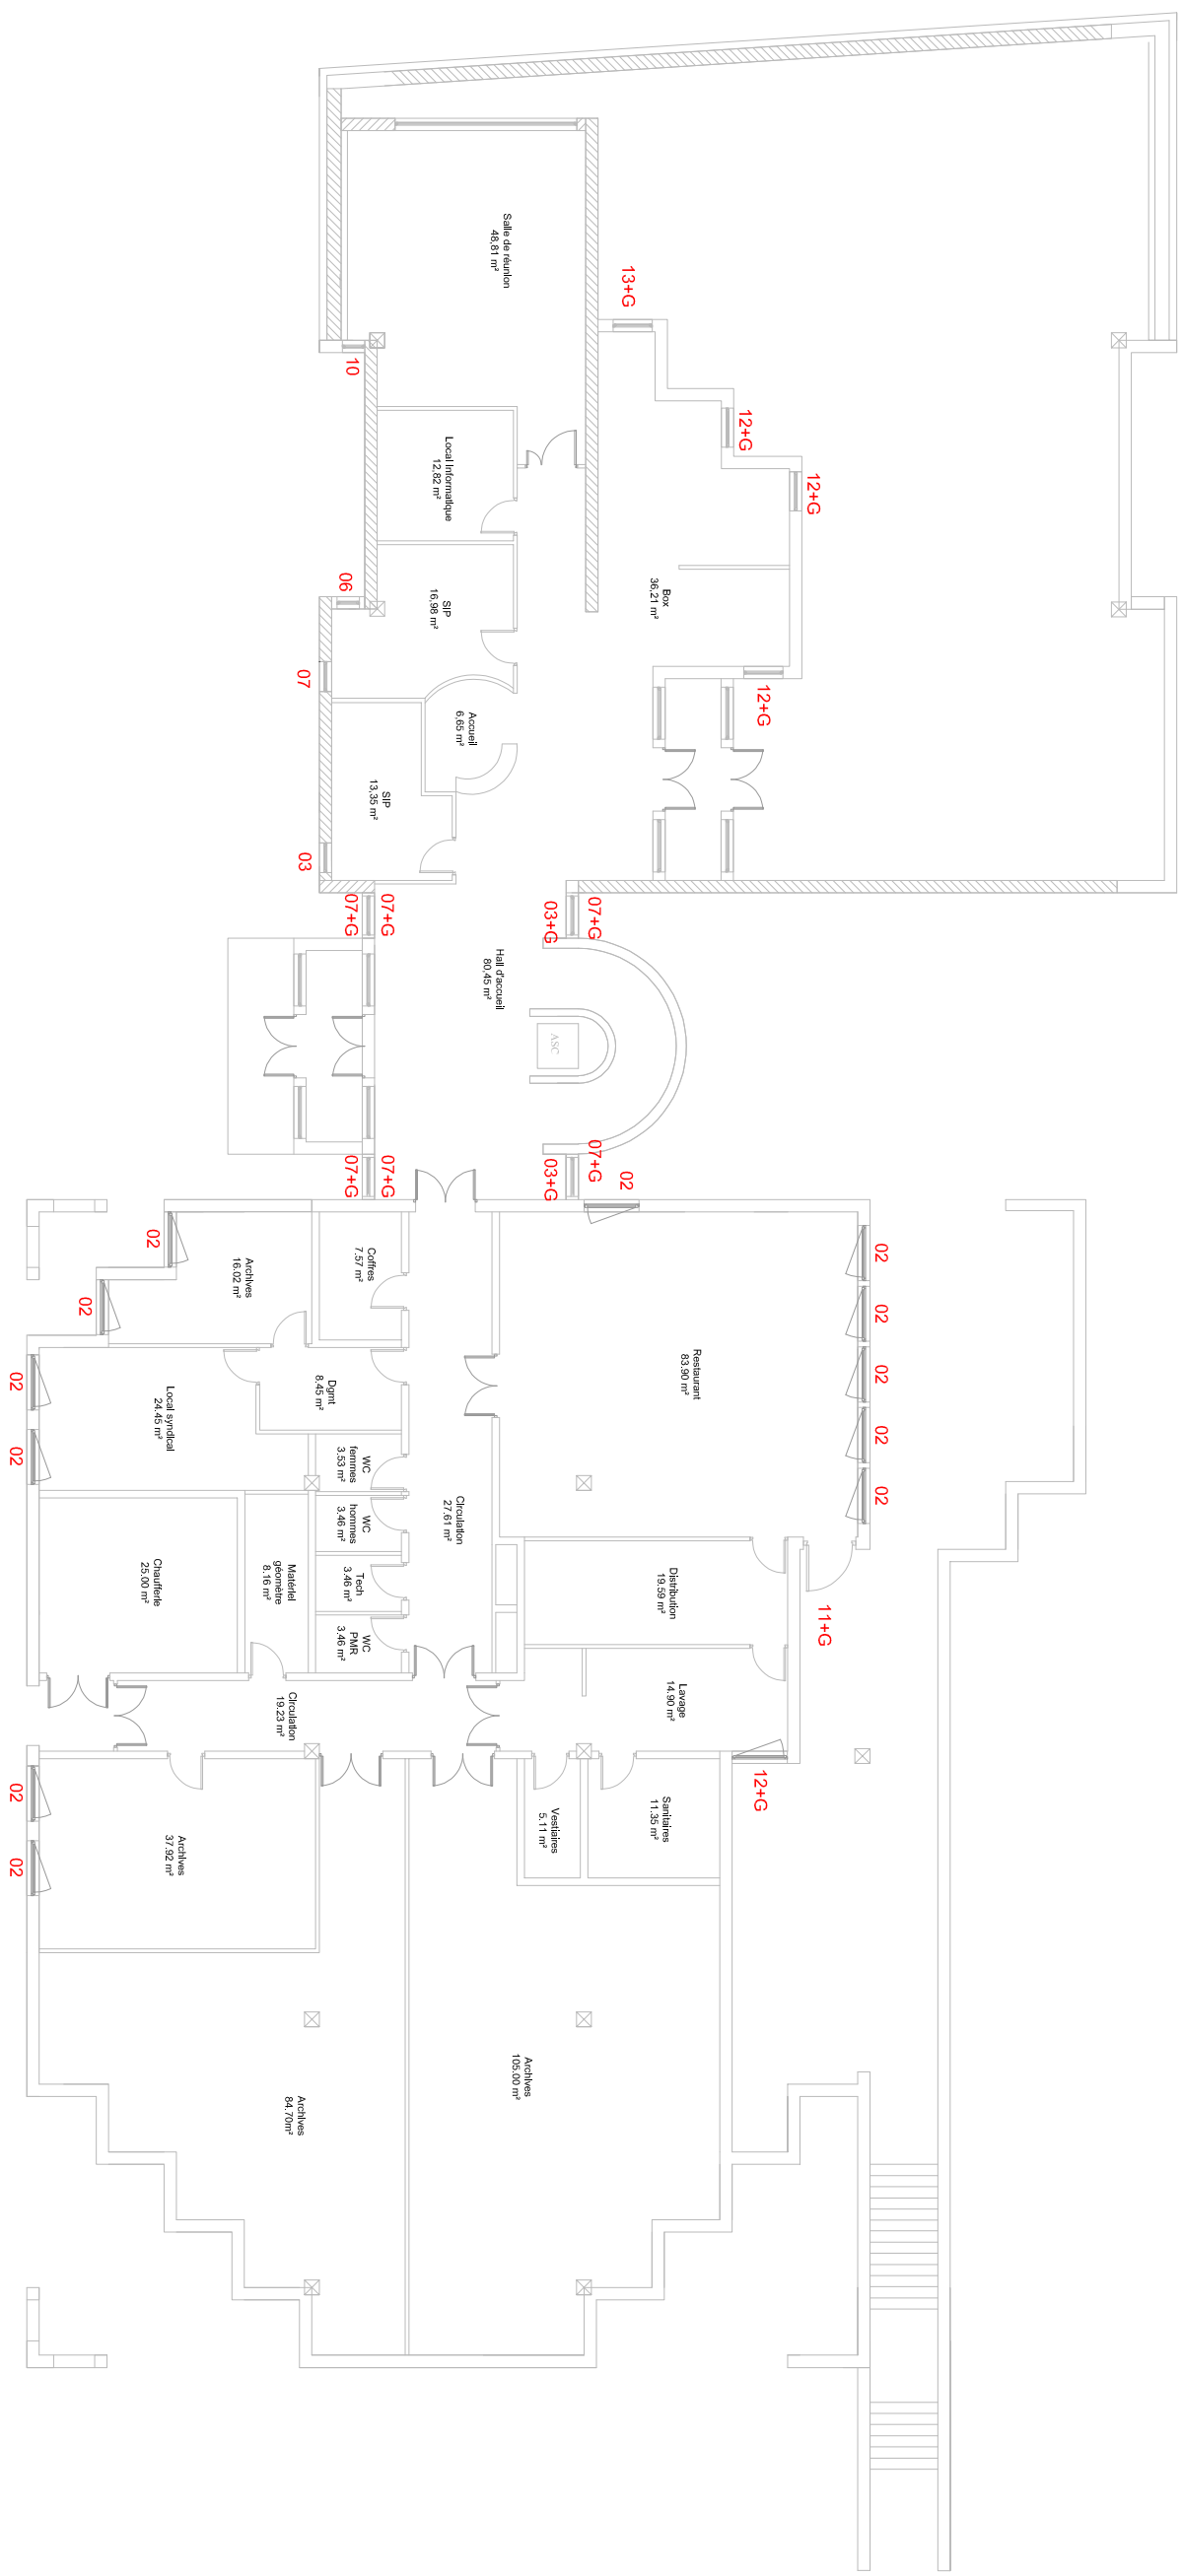 Salle de réunion
48,81 m²
13+G
10
12+G
12+G
Local Informatique
12,82 m²
06
SIP
16,98 m²
Box
36,21 m²
07
12+G
Accueil
6,65 m²
SIP
13,35 m²
03
07+G
07+G
03+G
07+G
Hall d'accueil
80,45 m²
ASC
07+G
07+G
03+G
07+G
02
02
02
02
02
02
02
02
Archives
16.02 m²
Coffres
7.57 m²
Restaurant
83.90 m²
02
02
Local syndical
24.45 m²
Dgmt
8.45 m²
WC
femmes
3.53 m²
WC
hommes
3.46 m²
Tech
3.46 m²
WC
PMR
3.46 m²
Circulation
27.61 m²
Chaufferie
25.00 m²
Matériel
géomètre
8.16 m²
Distribution
19.59 m²
11+G
Lavage
14.90 m²
Circulation
19.23 m²
12+G
Sanitaires
11.35 m²
Vestiaires
5.11 m²
02
02
Archives
37.92 m²
Archives
105.00 m²
Archives
84.70m²